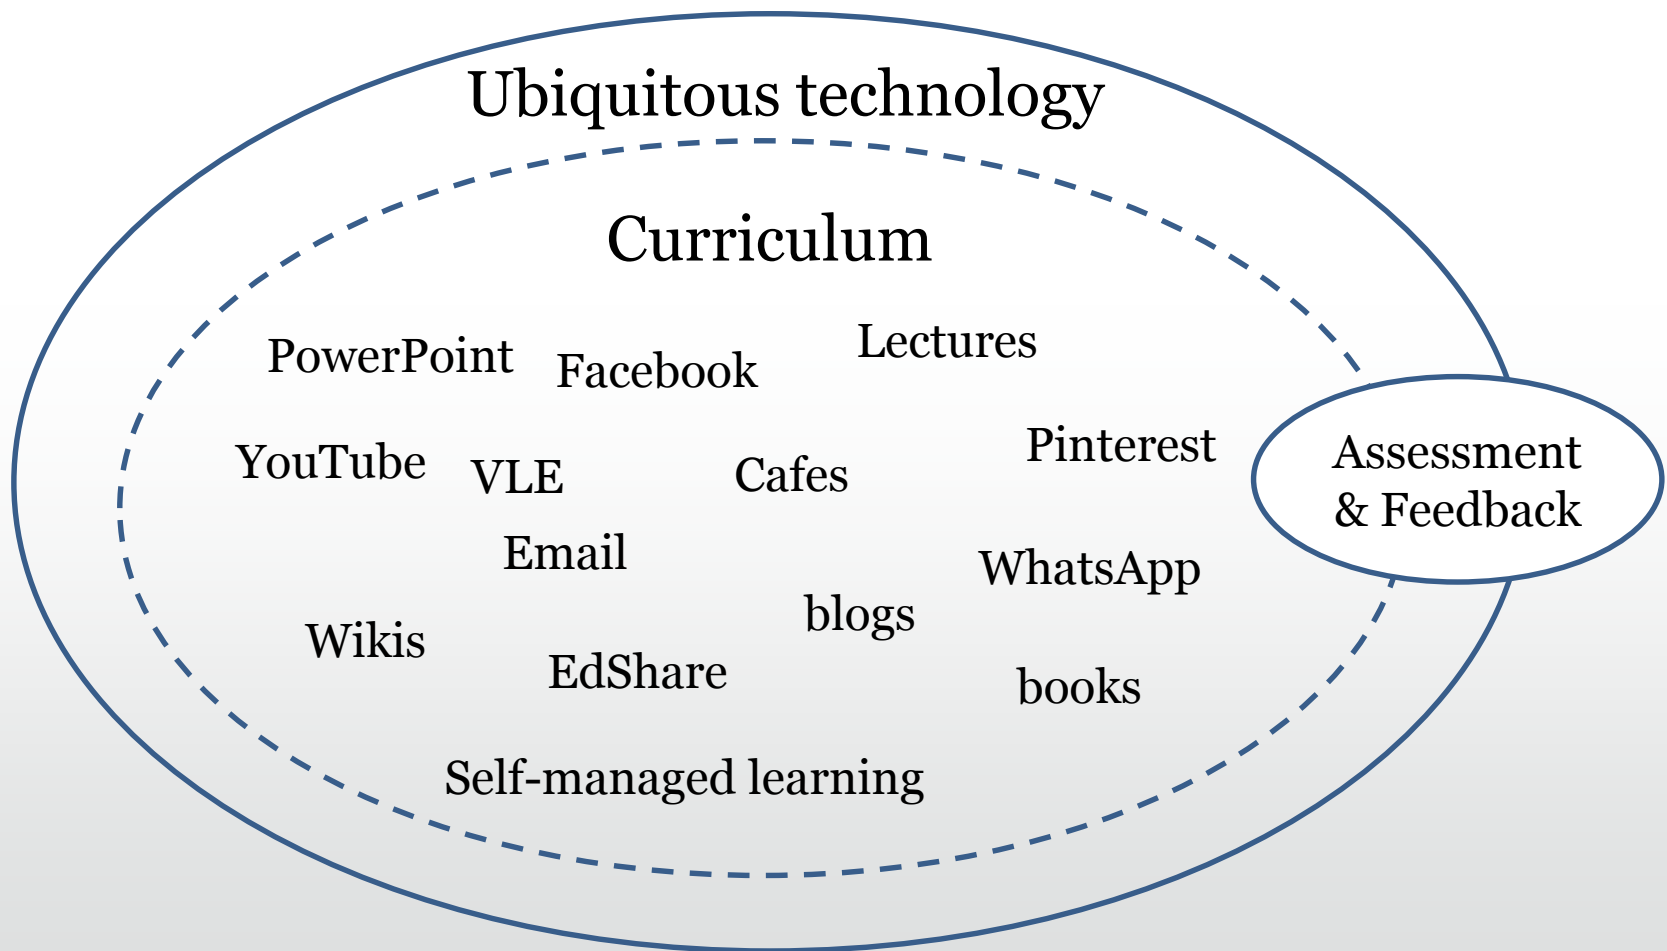 Ubiquitous technology
Curriculum
PowerPoint
Facebook
Lectures
YouTube
VLE
Cafes
Pinterest
Assessment
& Feedback
Email
WhatsApp
Wikis
EdShare
blogs
books
Self-managed learning